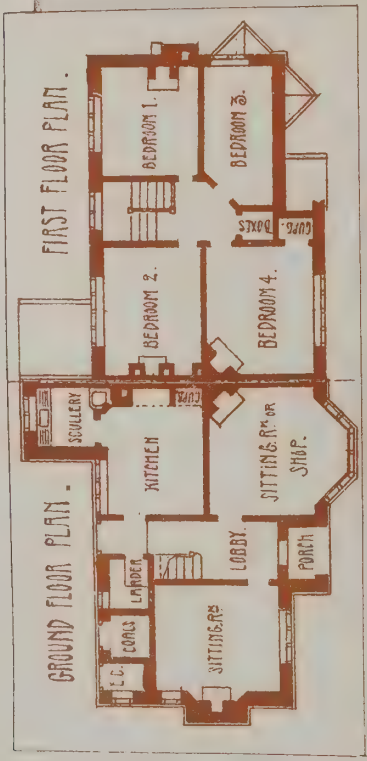 FIRST FLOOR PLAN.
BEDROOM 1.
BEDROOM 3.
BEDROOM 2.
BOXES
CUPD.
BEDROOM 4.
GROUND FLOOR PLAN.
SCULLERY
KITCHEN
CUPB.
SITTING. RM OR
SHOP.
LARDER
LOBBY.
PORCH
COALS
E.C.
SITTING. RM